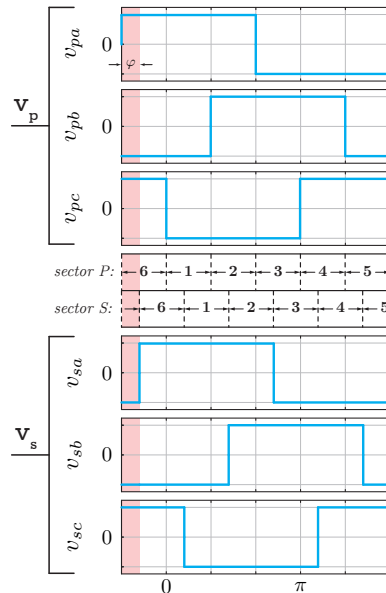 v_pa
0
φ
V_p
v_pb
0
v_pc
0
sector P: 6 1 2 3 4 5
sector S: 6 1 2 3 4 5
v_sa
0
V_s
v_sb
0
v_sc
0
0 π